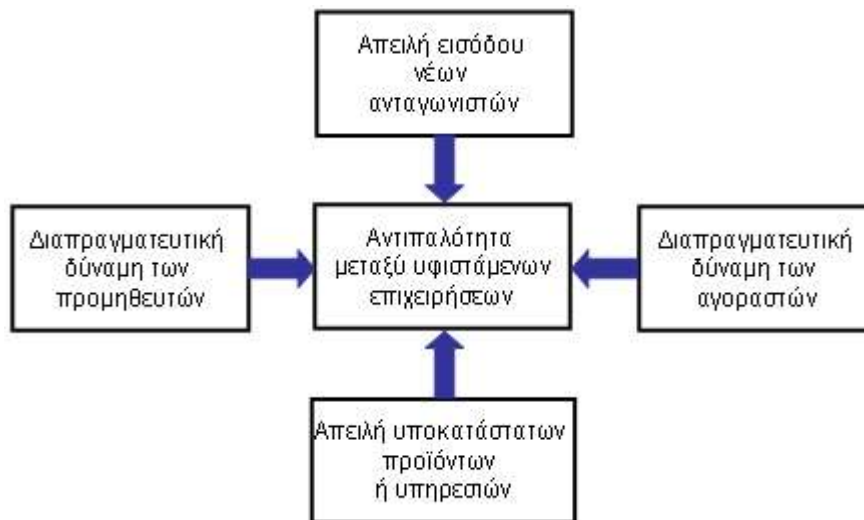 Απειλή εισόδου
νέων
ανταγωνιστών
Διαπραγματευτική
δύναμη των
προμηθευτών
Αντιπαλότητα
μεταξύ υφιστάμενων
επιχειρήσεων
Διαπραγματευτική
δύναμη των
αγοραστών
Απειλή υποκατάστατων
προϊόντων
ή υπηρεσιών